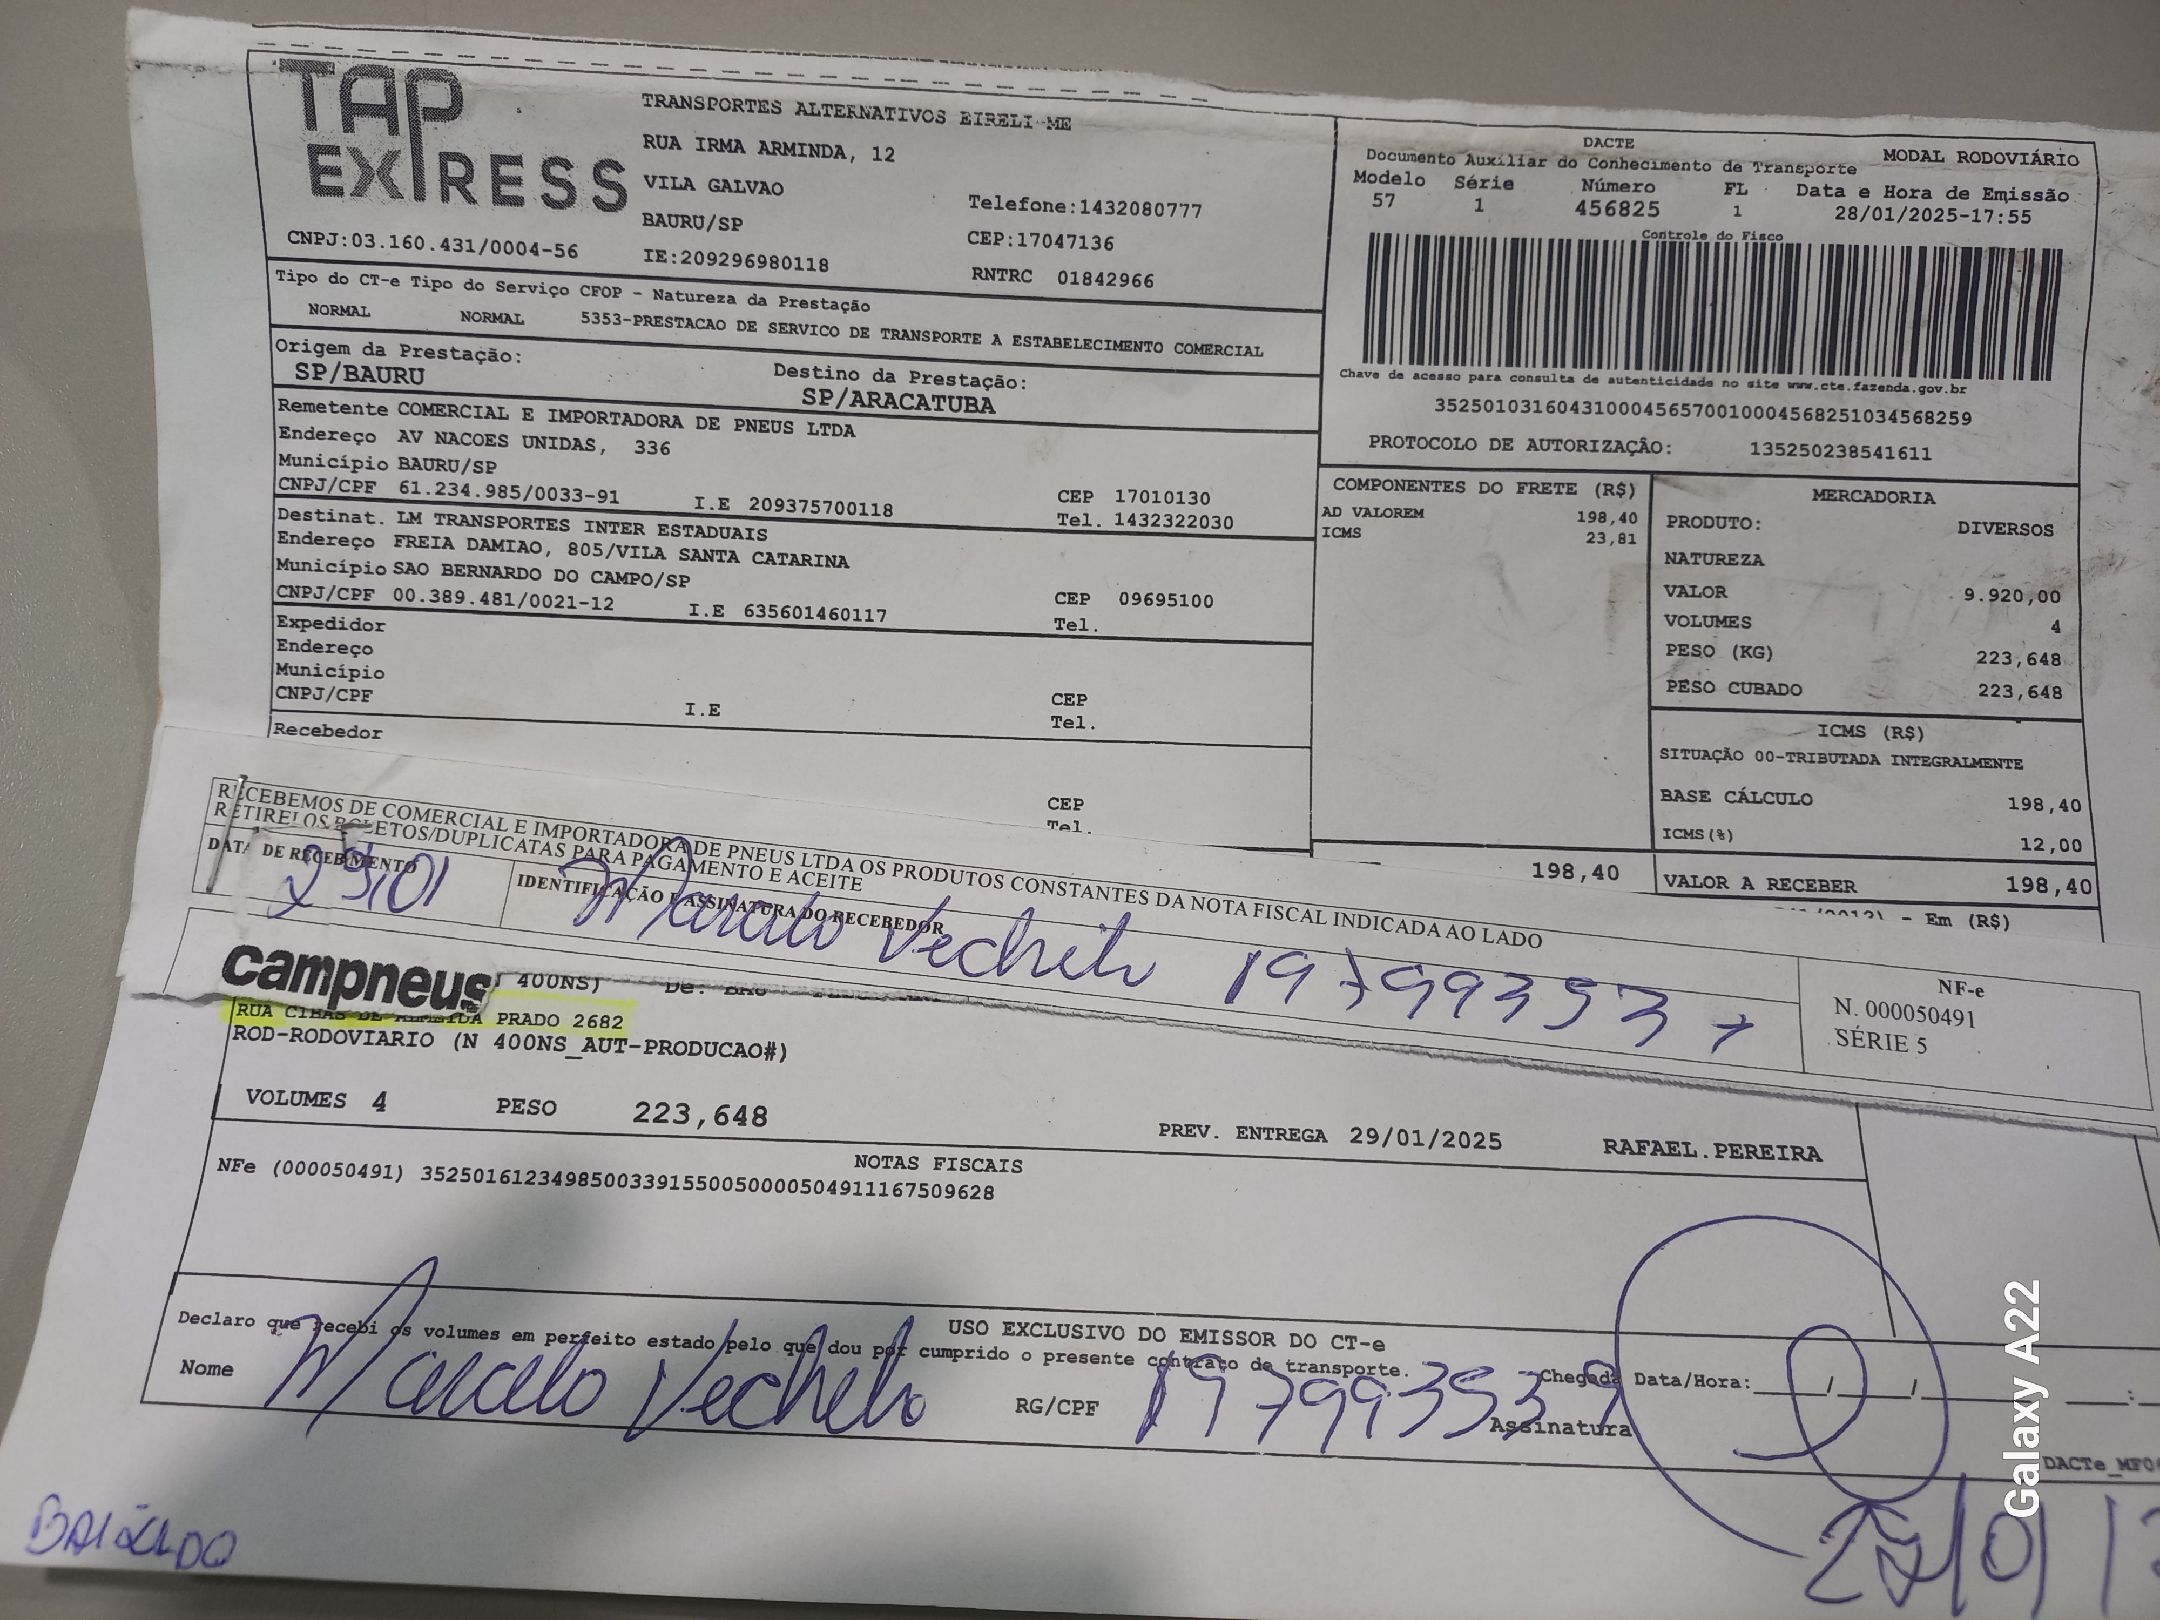 TAP EXPRESS
TRANSPORTES ALTERNATIVOS EIRELI-ME
RUA IRMA ARMINDA, 12
VILA GALVAO
BAURU/SP
Telefone:1432080777
CEP:17047136
CNPJ:03.160.431/0004-56
IE:209296980118
RNTRC 01842966
DACTE
Documento Auxiliar do Conhecimento de Transporte
MODAL RODOVIÁRIO
Modelo Série Número FL Data e Hora de Emissão
57 1 456825 1 28/01/2025-17:55
Controle do Fisco
Chave de acesso para consulta de autenticidade no site www.cte.fazenda.gov.br
35250103160431000456570010004568251034568259
PROTOCOLO DE AUTORIZAÇÃO: 135250238541611
Tipo do CT-e Tipo do Serviço CFOP - Natureza da Prestação
NORMAL NORMAL 5353-PRESTACAO DE SERVICO DE TRANSPORTE A ESTABELECIMENTO COMERCIAL
Origem da Prestação:
SP/BAURU
Destino da Prestação:
SP/ARACATUBA
Remetente COMERCIAL E IMPORTADORA DE PNEUS LTDA
Endereço AV NACOES UNIDAS, 336
Município BAURU/SP
CEP 17010130
CNPJ/CPF 61.234.985/0033-91 I.E 209375700118
Tel. 1432322030
Destinat. LM TRANSPORTES INTER ESTADUAIS
Endereço FREIA DAMIAO, 805/VILA SANTA CATARINA
Município SAO BERNARDO DO CAMPO/SP
CEP 09695100
CNPJ/CPF 00.389.481/0021-12 I.E 635601460117
Tel.
Expedidor
Endereço
Município
CEP
CNPJ/CPF I.E
Tel.
Recebedor
CEP
Tel.
COMPONENTES DO FRETE (R$)
AD VALOREM 198,40
ICMS 23,81
198,40
MERCADORIA
PRODUTO: DIVERSOS
NATUREZA
VALOR 9.920,00
VOLUMES 4
PESO (KG) 223,648
PESO CUBADO 223,648
ICMS (R$)
SITUAÇÃO 00-TRIBUTADA INTEGRALMENTE
BASE CÁLCULO 198,40
ICMS(%) 12,00
VALOR A RECEBER 198,40
- Em (R$)
RECEBEMOS DE COMERCIAL E IMPORTADORA DE PNEUS LTDA OS PRODUTOS CONSTANTES DA NOTA FISCAL INDICADA AO LADO
RETIREI OS BOLETOS/DUPLICATAS PARA PAGAMENTO E ACEITE
DATA DE RECEBIMENTO
IDENTIFICAÇÃO E ASSINATURA DO RECEBEDOR
NF-e
N. 000050491
SÉRIE 5
campneus
400NS)
RUA CIBAS DE ALMEIDA PRADO 2682
ROD-RODOVIARIO (N 400NS_AUT-PRODUCAO#)
VOLUMES 4 PESO 223,648
PREV. ENTREGA 29/01/2025 RAFAEL.PEREIRA
NOTAS FISCAIS
NFe (000050491) 35250161234985003391550050000504911167509628
USO EXCLUSIVO DO EMISSOR DO CT-e
Declaro que recebi os volumes em perfeito estado pelo que dou por cumprido o presente contrato de transporte.
Chegada Data/Hora: / / :
Nome
RG/CPF
Assinatura
Galaxy A22